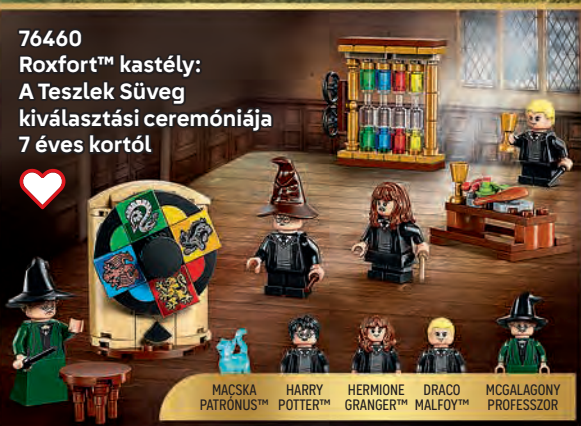 76460
Roxfort™ kastély:
A Teszlek Süveg
kiválasztási ceremóniája
7 éves kortól
MACSKA PATRÓNUS™
HARRY POTTER™
HERMIONE GRANGER™
DRACO MALFOY™
MCGALAGONY PROFESSZOR